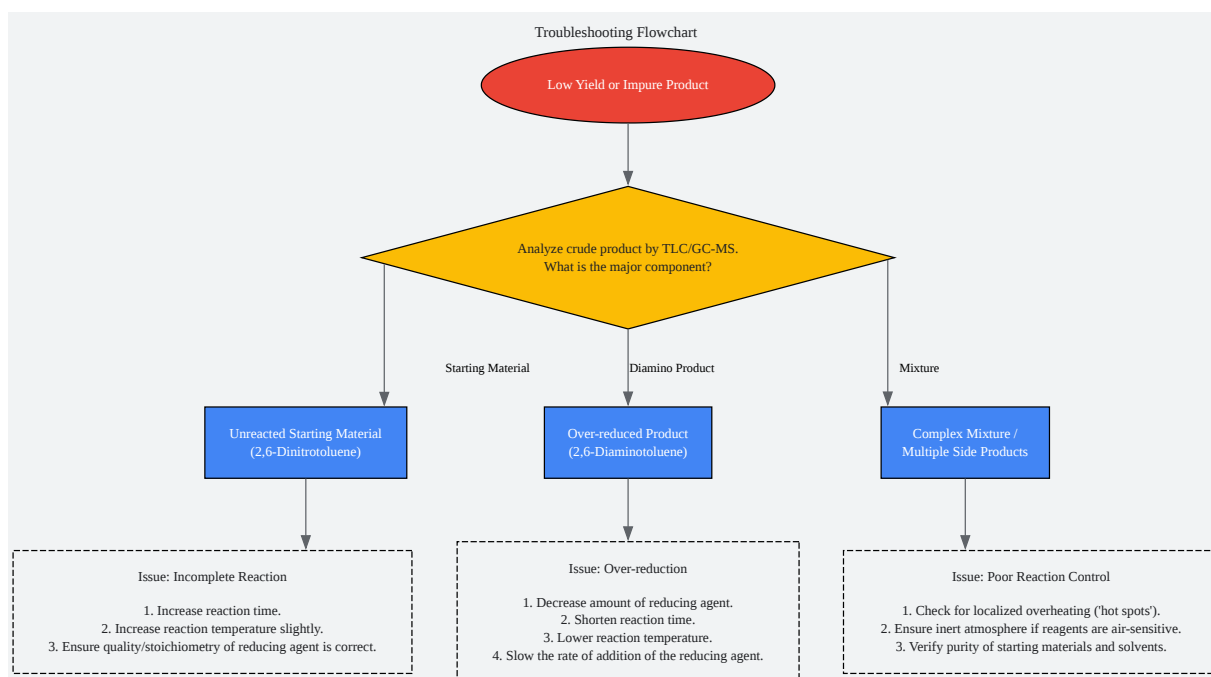 Troubleshooting Flowchart
Low Yield or Impure Product
Analyze crude product by TLC/GC-MS.
What is the major component?
Starting Material
Diamino Product
Mixture
Unreacted Starting Material
(2,6-Dinitrotoluene)
Over-reduced Product
(2,6-Diaminotoluene)
Complex Mixture /
Multiple Side Products
Issue: Incomplete Reaction
1. Increase reaction time.
2. Increase reaction temperature slightly.
3. Ensure quality/stoichiometry of reducing agent is correct.
Issue: Over-reduction
1. Decrease amount of reducing agent.
2. Shorten reaction time.
3. Lower reaction temperature.
4. Slow the rate of addition of the reducing agent.
Issue: Poor Reaction Control
1. Check for localized overheating ('hot spots').
2. Ensure inert atmosphere if reagents are air-sensitive.
3. Verify purity of starting materials and solvents.